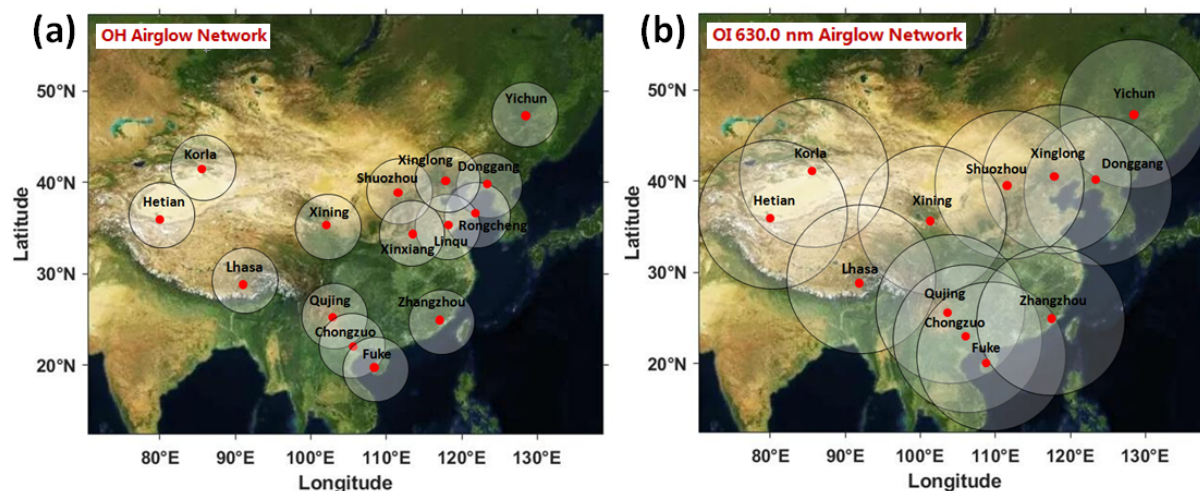 (a)
OH Airglow Network
Latitude
50°N
40°N
30°N
20°N
Yichun
Korla
Xinglong
Donggang
Shuozhou
Hetian
Xining
Rongcheng
Linqu
Xinxiang
Lhasa
Qujing
Zhangzhou
Chongzuo
Fuke
80°E 90°E 100°E 110°E 120°E 130°E
Longitude
(b)
OI 630.0 nm Airglow Network
Latitude
50°N
40°N
30°N
20°N
Yichun
Korla
Xinglong
Donggang
Shuozhou
Hetian
Xining
Lhasa
Qujing
Zhangzhou
Chongzuo
Fuke
80°E 90°E 100°E 110°E 120°E 130°E
Longitude